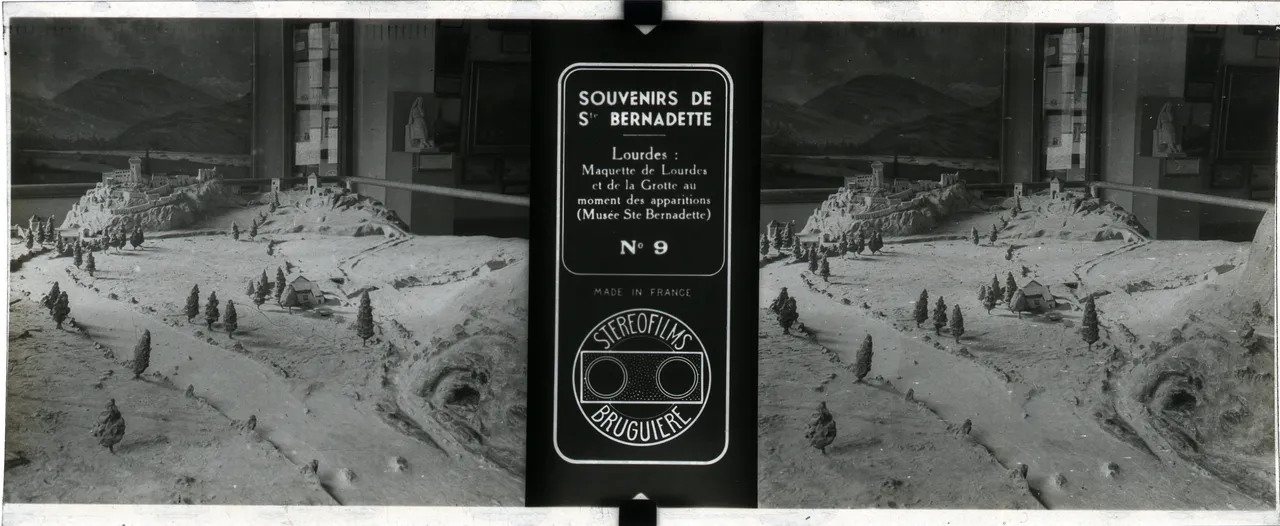 SOUVENIRS DE
Ste BERNADETTE
Lourdes :
Maquette de Lourdes
et de la Grotte au
moment des apparitions
(Musée Ste Bernadette)
No 9
MADE IN FRANCE
STEREOFILMS
BRUGUIERE